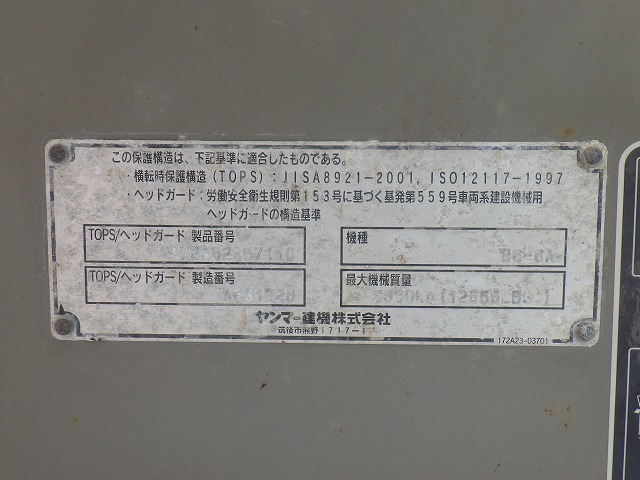 この保護構造は、下記基準に適合したものである。
・横転時保護構造(TOPS):JISA8921-2001, ISO12117-1997
・ヘッドガード:労働安全衛生規則第153号に基づく基発第559号車両系建設機械用
ヘッドガードの構造基準
TOPS/ヘッドガード 製品番号
機種 B6-6A
TOPS/ヘッドガード 製造番号
最大機械質量
ヤンマー建機株式会社
筑後市熊野1717-1
172A23-03701